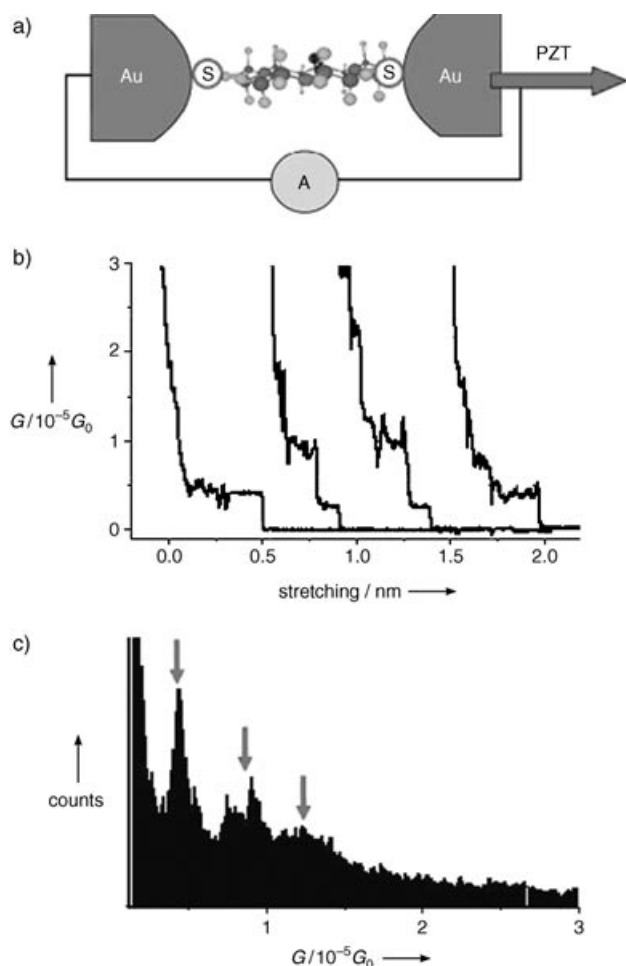 a)
Au
S
S
Au
PZT
A
b)
3
2
G/10⁻⁵G₀
1
0
0.0 0.5 1.0 1.5 2.0
stretching / nm
c)
counts
1 2 3
G/10⁻⁵G₀